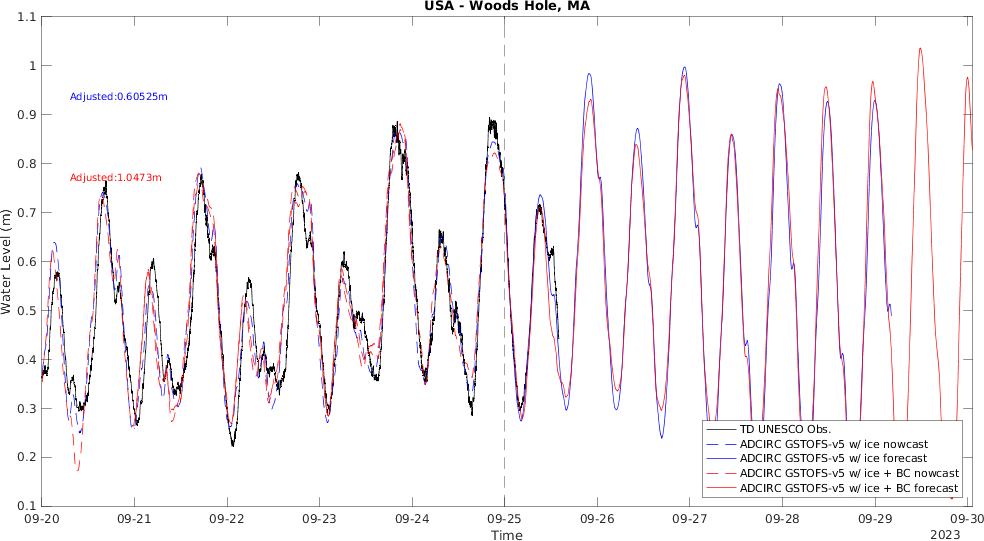 USA - Woods Hole, MA
1.1
1
0.9
0.8
0.7
0.6
0.5
0.4
0.3
0.2
0.1
Water Level (m)
Adjusted:0.60525m
Adjusted:1.0473m
TD UNESCO Obs.
ADCIRC GSTOFS-v5 w/ ice nowcast
ADCIRC GSTOFS-v5 w/ ice forecast
ADCIRC GSTOFS-v5 w/ ice + BC nowcast
ADCIRC GSTOFS-v5 w/ ice + BC forecast
09-20 09-21 09-22 09-23 09-24 09-25 09-26 09-27 09-28 09-29 09-30
Time
2023